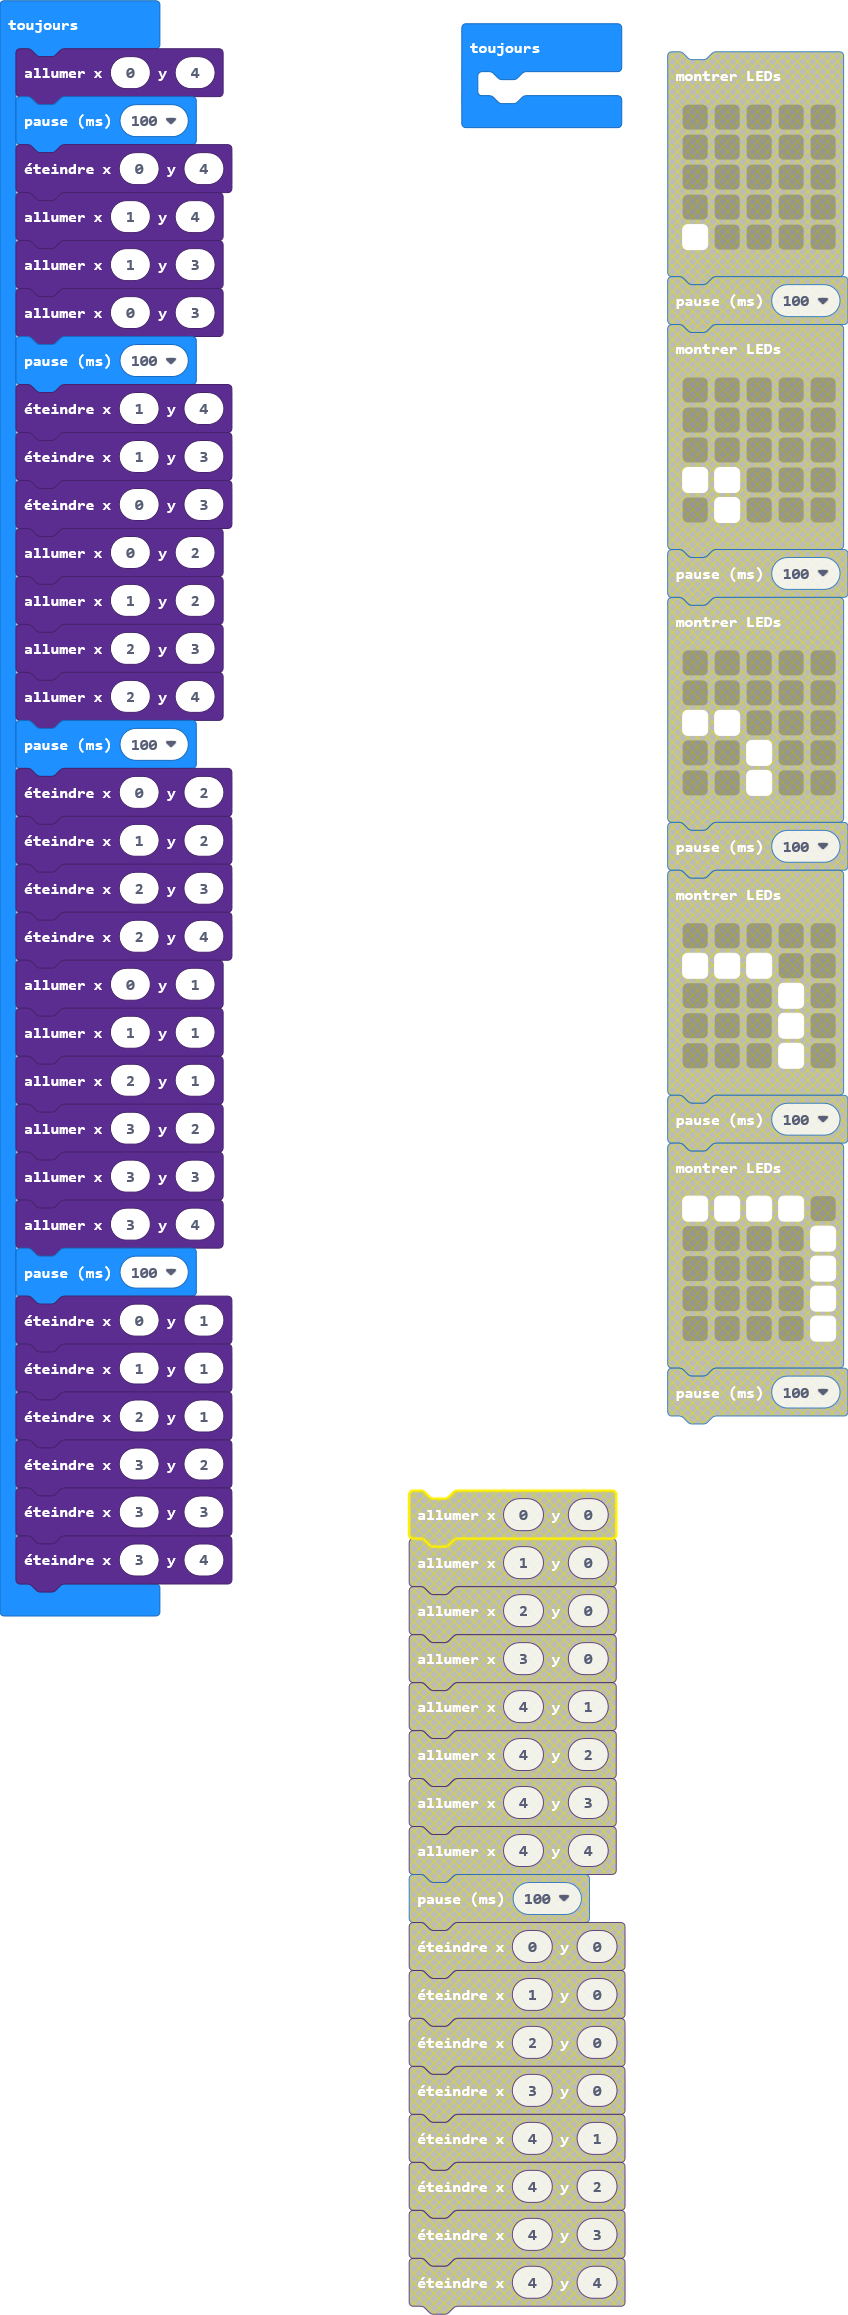 toujours
allumer x 0 y 4
pause (ms) 100
éteindre x 0 y 4
allumer x 1 y 4
allumer x 1 y 3
allumer x 0 y 3
pause (ms) 100
éteindre x 1 y 4
éteindre x 1 y 3
éteindre x 0 y 3
allumer x 0 y 2
allumer x 1 y 2
allumer x 2 y 3
allumer x 2 y 4
pause (ms) 100
éteindre x 0 y 2
éteindre x 1 y 2
éteindre x 2 y 3
éteindre x 2 y 4
allumer x 0 y 1
allumer x 1 y 1
allumer x 2 y 1
allumer x 3 y 2
allumer x 3 y 3
allumer x 3 y 4
pause (ms) 100
éteindre x 0 y 1
éteindre x 1 y 1
éteindre x 2 y 1
éteindre x 3 y 2
éteindre x 3 y 3
éteindre x 3 y 4
toujours
montrer LEDs
pause (ms) 100
montrer LEDs
pause (ms) 100
montrer LEDs
pause (ms) 100
montrer LEDs
pause (ms) 100
montrer LEDs
pause (ms) 100
allumer x 0 y 0
allumer x 1 y 0
allumer x 2 y 0
allumer x 3 y 0
allumer x 4 y 1
allumer x 4 y 2
allumer x 4 y 3
allumer x 4 y 4
pause (ms) 100
éteindre x 0 y 0
éteindre x 1 y 0
éteindre x 2 y 0
éteindre x 3 y 0
éteindre x 4 y 1
éteindre x 4 y 2
éteindre x 4 y 3
éteindre x 4 y 4